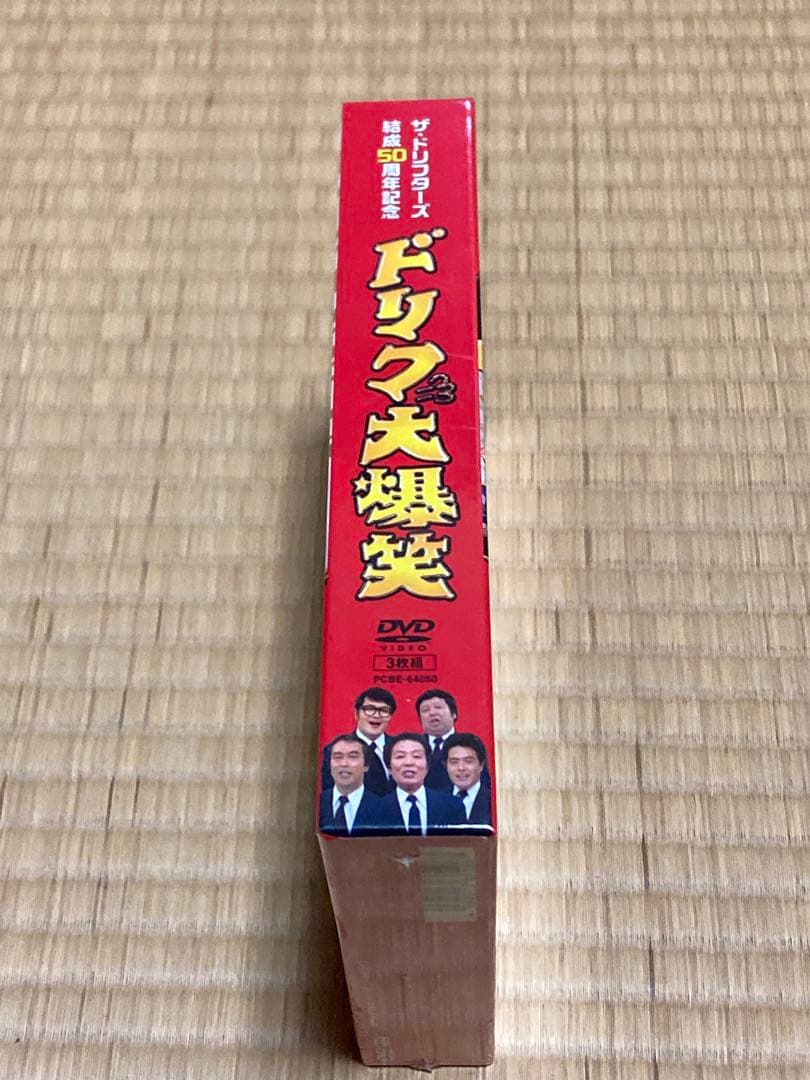 ザ・ドリフターズ
結成50周年記念
ドリフ大爆笑
DVD
VIDEO
3枚組